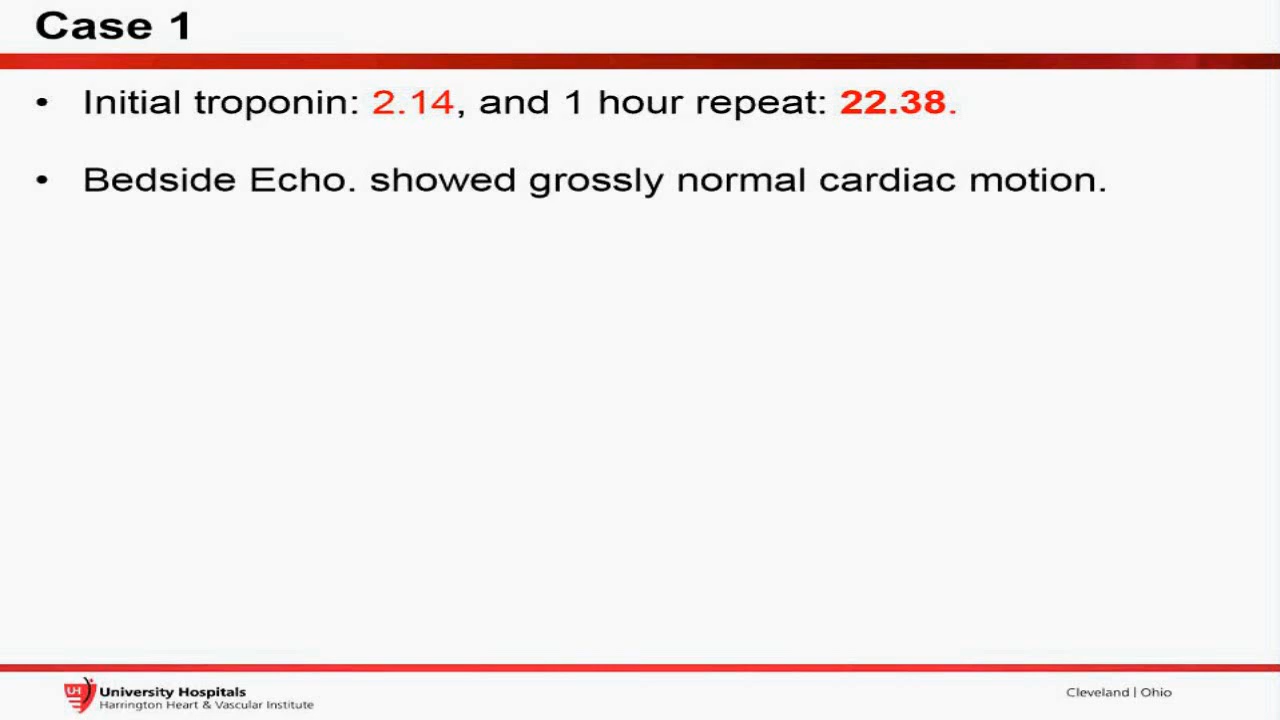 Case 1
• Initial troponin: 2.14, and 1 hour repeat: 22.38.
• Bedside Echo. showed grossly normal cardiac motion.
UH University Hospitals
Harrington Heart & Vascular Institute
Cleveland | Ohio